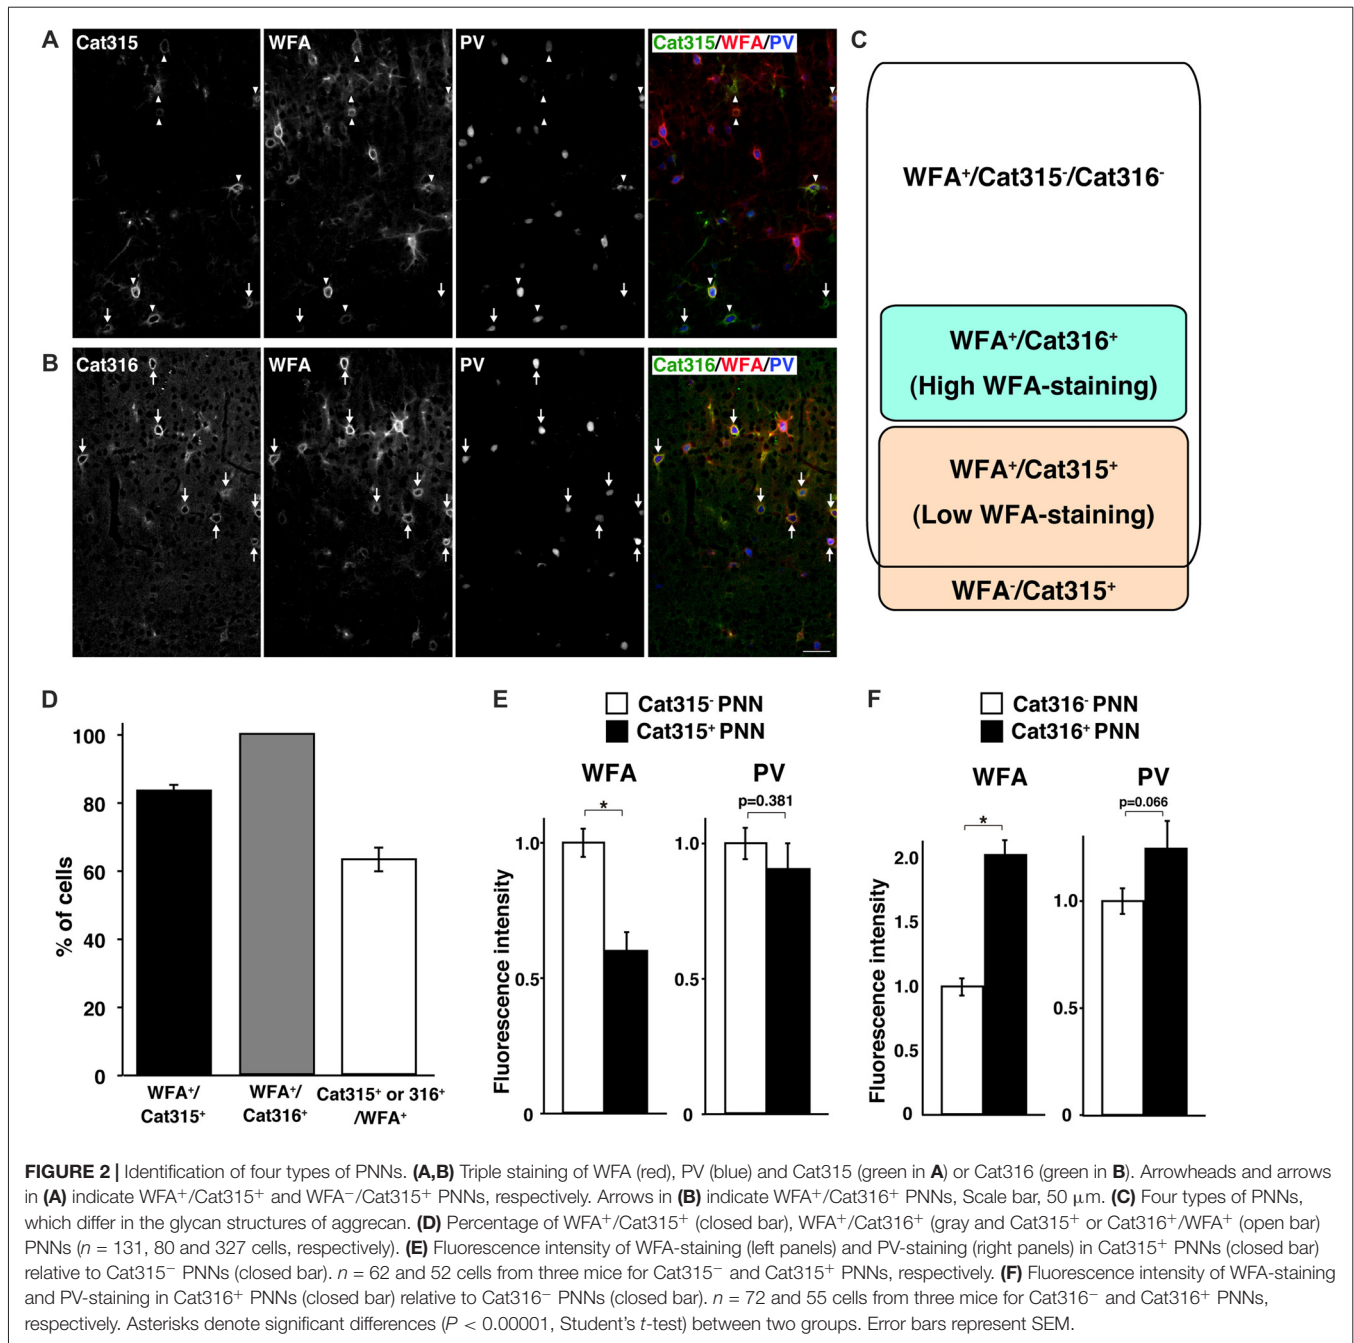 A
Cat315
WFA
PV
Cat315/WFA/PV
B
Cat316
WFA
PV
Cat316/WFA/PV
C
WFA⁺/Cat315⁻/Cat316⁻
WFA⁺/Cat316⁺
(High WFA-staining)
WFA⁺/Cat315⁺
(Low WFA-staining)
WFA⁻/Cat315⁺
D
% of cells
100
80
60
40
20
0
WFA⁺/
Cat315⁺
WFA⁺/
Cat316⁺
Cat315⁺ or 316⁺
/WFA⁺
E
Cat315⁻ PNN
Cat315⁺ PNN
WFA
*
Fluorescence intensity
1.0
0.5
0
PV
p=0.381
1.0
0.5
0
F
Cat316⁻ PNN
Cat316⁺ PNN
WFA
*
Fluorescence intensity
2.0
1.5
1.0
0.5
0
PV
p=0.066
1.0
0.5
0
FIGURE 2 | Identification of four types of PNNs. (A,B) Triple staining of WFA (red), PV (blue) and Cat315 (green in A) or Cat316 (green in B). Arrowheads and arrows
in (A) indicate WFA⁺/Cat315⁺ and WFA⁻/Cat315⁺ PNNs, respectively. Arrows in (B) indicate WFA⁺/Cat316⁺ PNNs, Scale bar, 50 μm. (C) Four types of PNNs,
which differ in the glycan structures of aggrecan. (D) Percentage of WFA⁺/Cat315⁺ (closed bar), WFA⁺/Cat316⁺ (gray and Cat315⁺ or Cat316⁺/WFA⁺ (open bar)
PNNs (n = 131, 80 and 327 cells, respectively). (E) Fluorescence intensity of WFA-staining (left panels) and PV-staining (right panels) in Cat315⁺ PNNs (closed bar)
relative to Cat315⁻ PNNs (closed bar). n = 62 and 52 cells from three mice for Cat315⁻ and Cat315⁺ PNNs, respectively. (F) Fluorescence intensity of WFA-staining
and PV-staining in Cat316⁺ PNNs (closed bar) relative to Cat316⁻ PNNs (closed bar). n = 72 and 55 cells from three mice for Cat316⁻ and Cat316⁺ PNNs,
respectively. Asterisks denote significant differences (P < 0.00001, Student's t-test) between two groups. Error bars represent SEM.